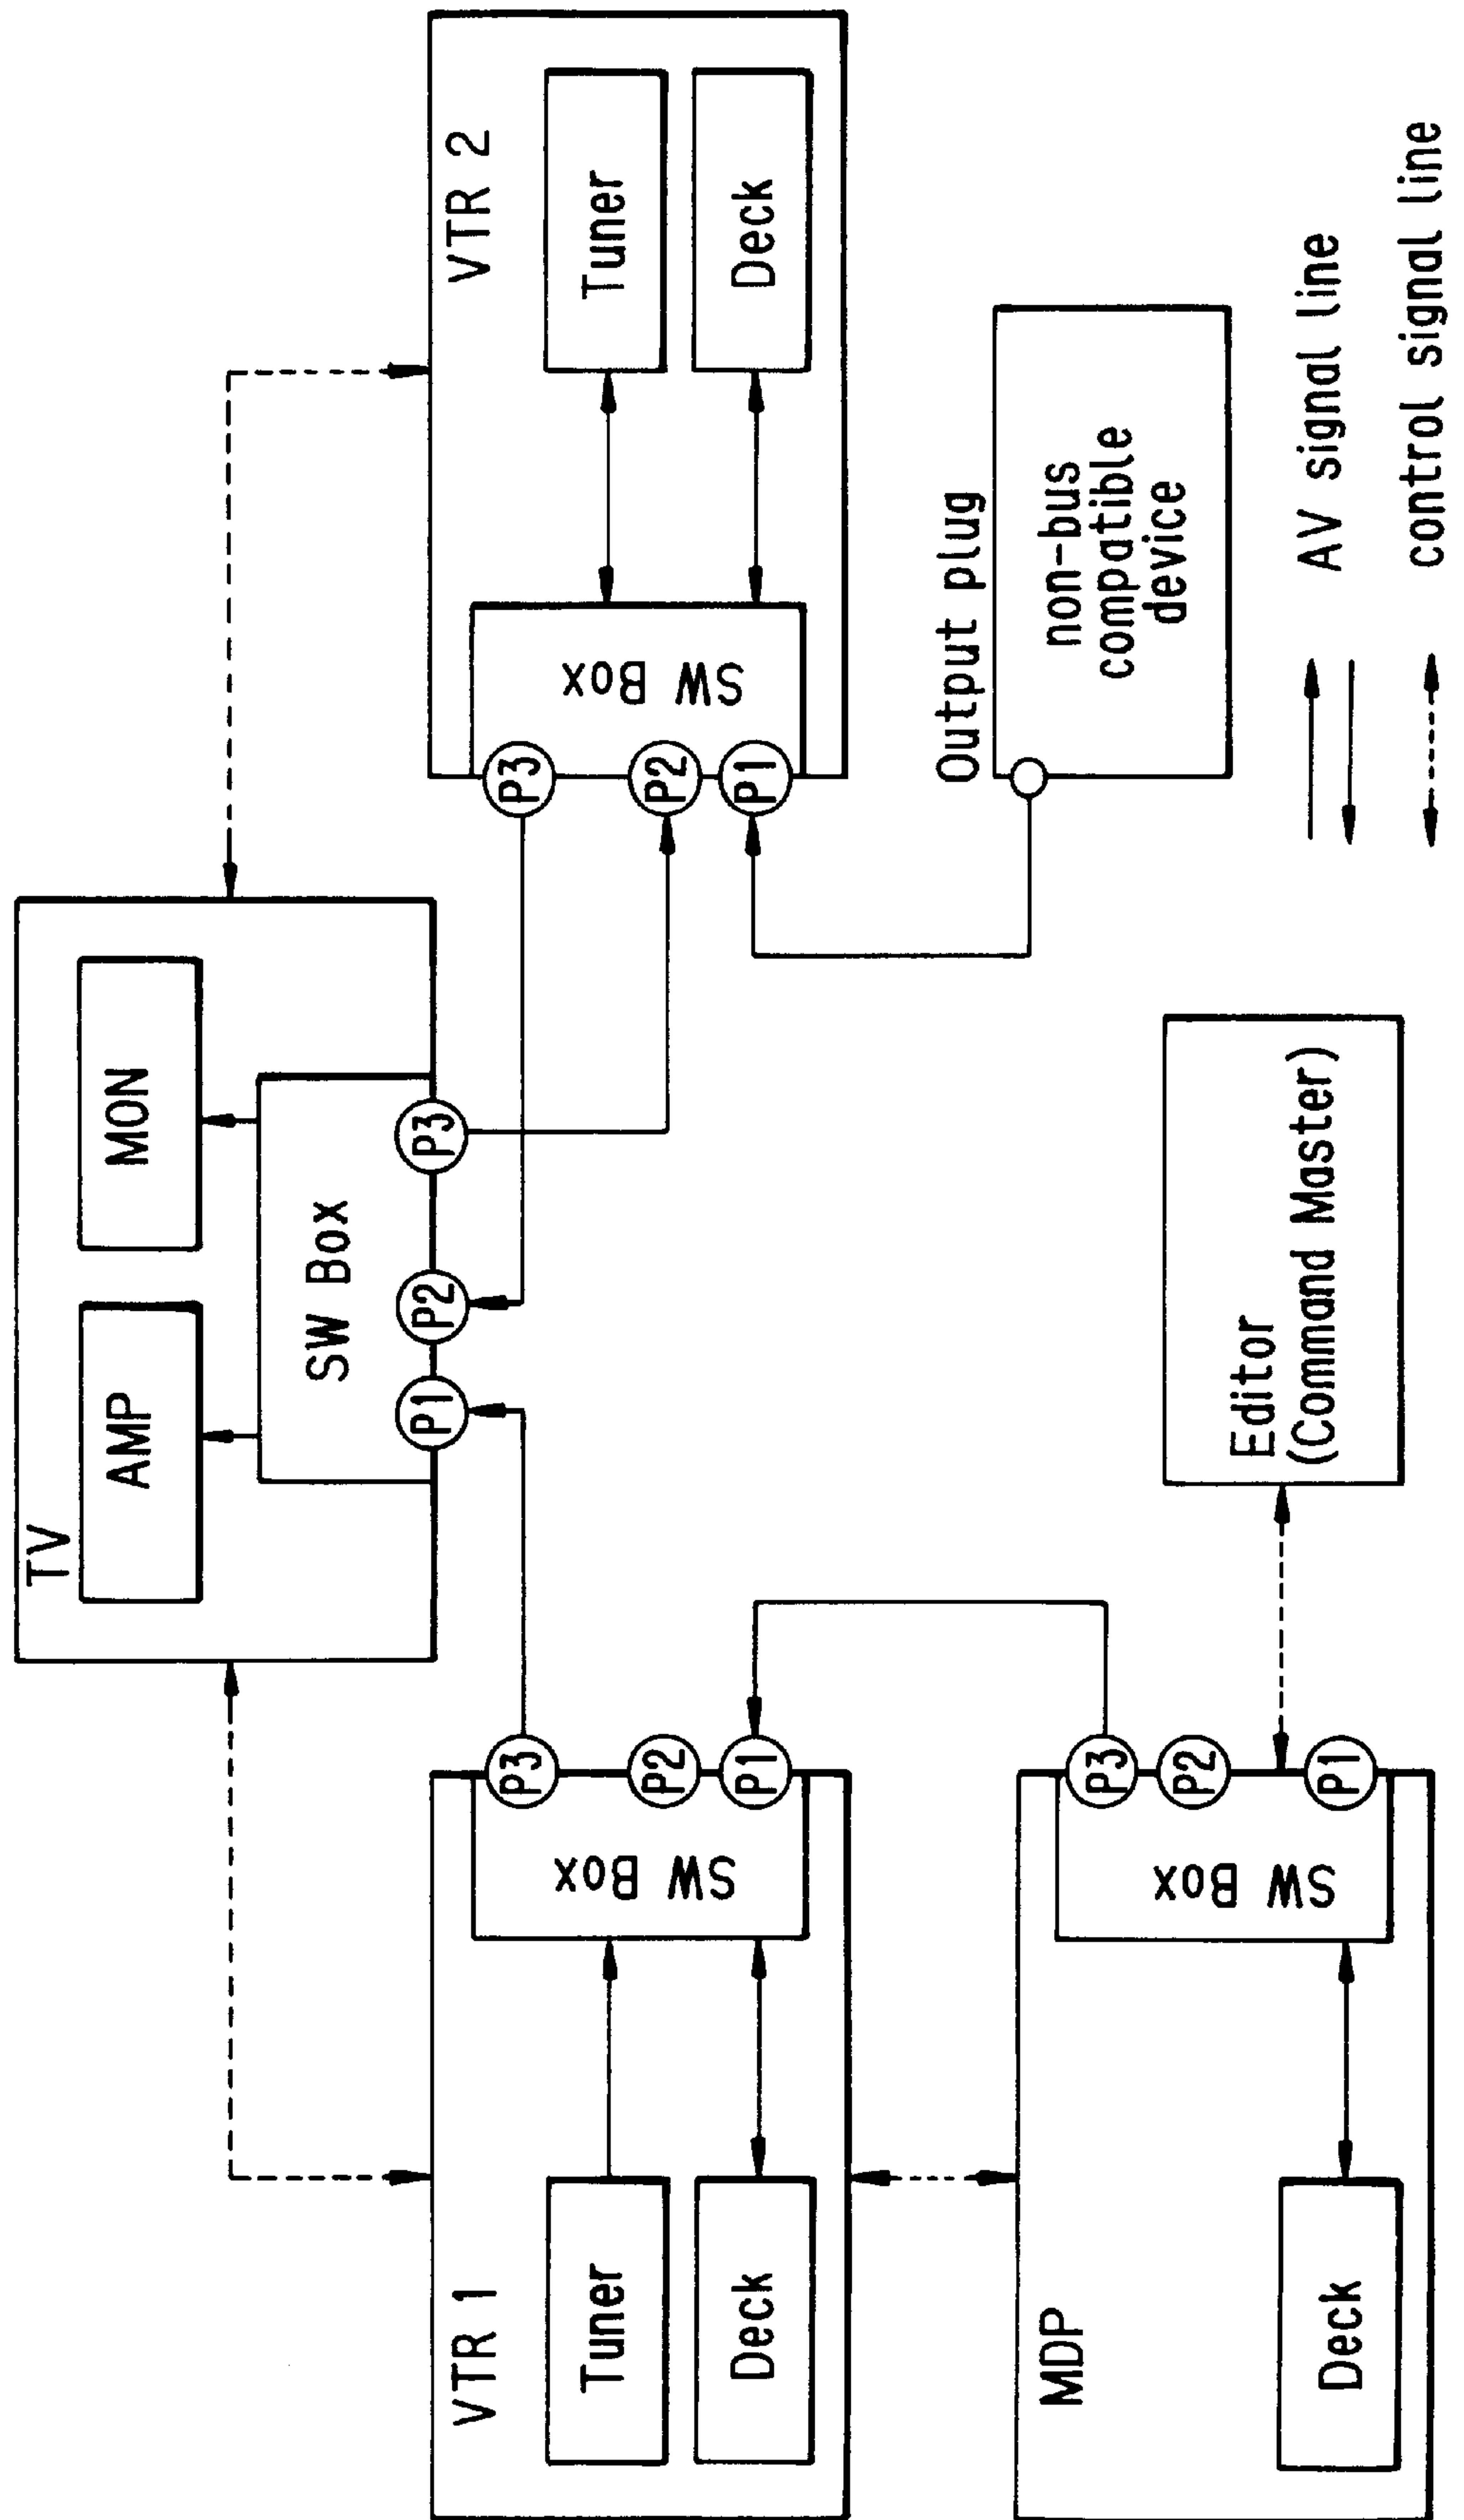 TV
AMP
MON
SW Box
P1
P2
P3
VTR 1
Tuner
Deck
SW Box
P3
P2
P1
VTR 2
Tuner
Deck
SW Box
P3
P2
P1
MDP
Deck
SW Box
P3
P2
P1
Editor
(Command Master)
Output plug
non-bus
compatible
device
AV signal line
control signal line